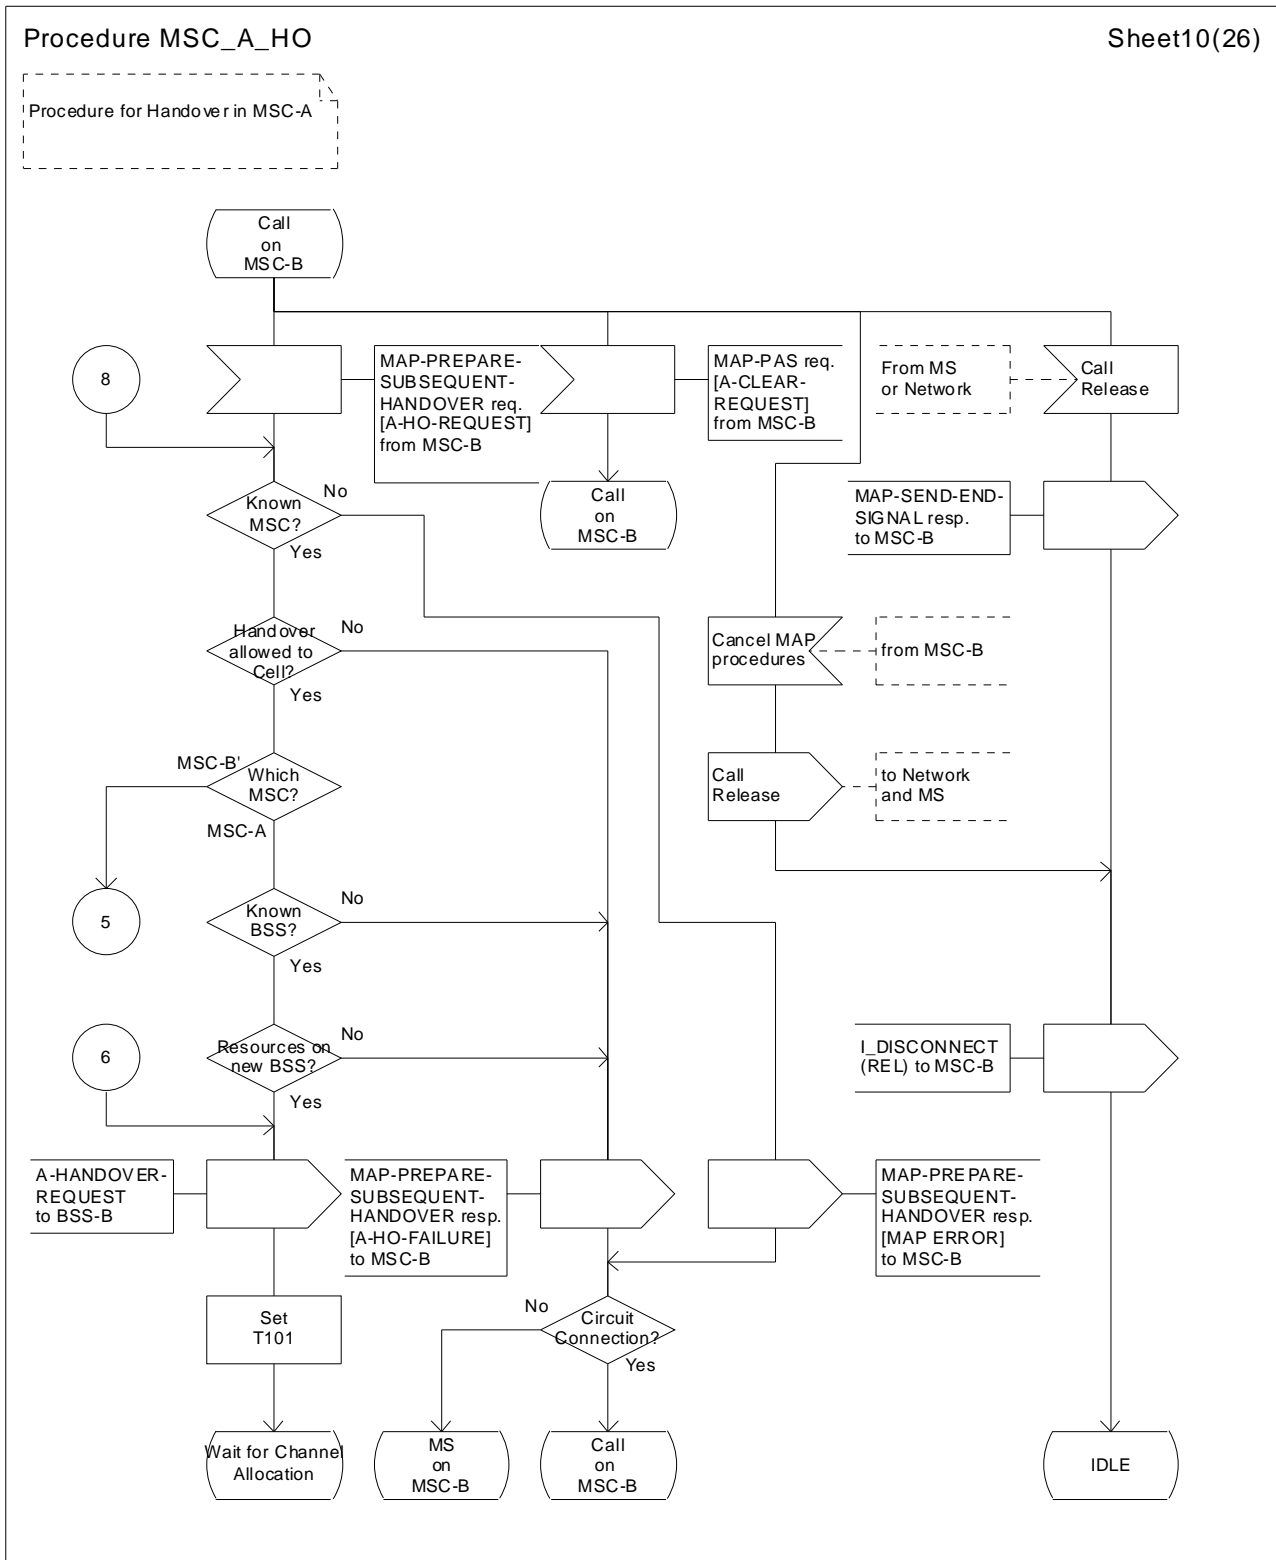 Procedure MSC_A_HO
Sheet10(26)
Procedure for Handover in MSC-A
Call
on
MSC-B
8
MAP-PREPARE-
SUBSEQUENT-
HANDOVER req.
[A-HO-REQUEST]
from MSC-B
MAP-PAS req.
[A-CLEAR-
REQUEST]
from MSC-B
From MS
or Network
Call
Release
Known
MSC?
No
Yes
Call
on
MSC-B
MAP-SEND-END-
SIGNAL resp.
to MSC-B
Handover
allowed to
Cell?
No
Yes
Cancel MAP
procedures
from MSC-B
MSC-B'
Which
MSC?
MSC-A
Call
Release
to Network
and MS
5
Known
BSS?
No
Yes
6
Resources on
new BSS?
No
Yes
I_DISCONNECT
(REL) to MSC-B
A-HANDOVER-
REQUEST
to BSS-B
MAP-PREPARE-
SUBSEQUENT-
HANDOVER resp.
[A-HO-FAILURE]
to MSC-B
MAP-PREPARE-
SUBSEQUENT-
HANDOVER resp.
[MAP ERROR]
to MSC-B
Set
T101
No
Circuit
Connection?
Yes
Wait for Channel
Allocation
MS
on
MSC-B
Call
on
MSC-B
IDLE